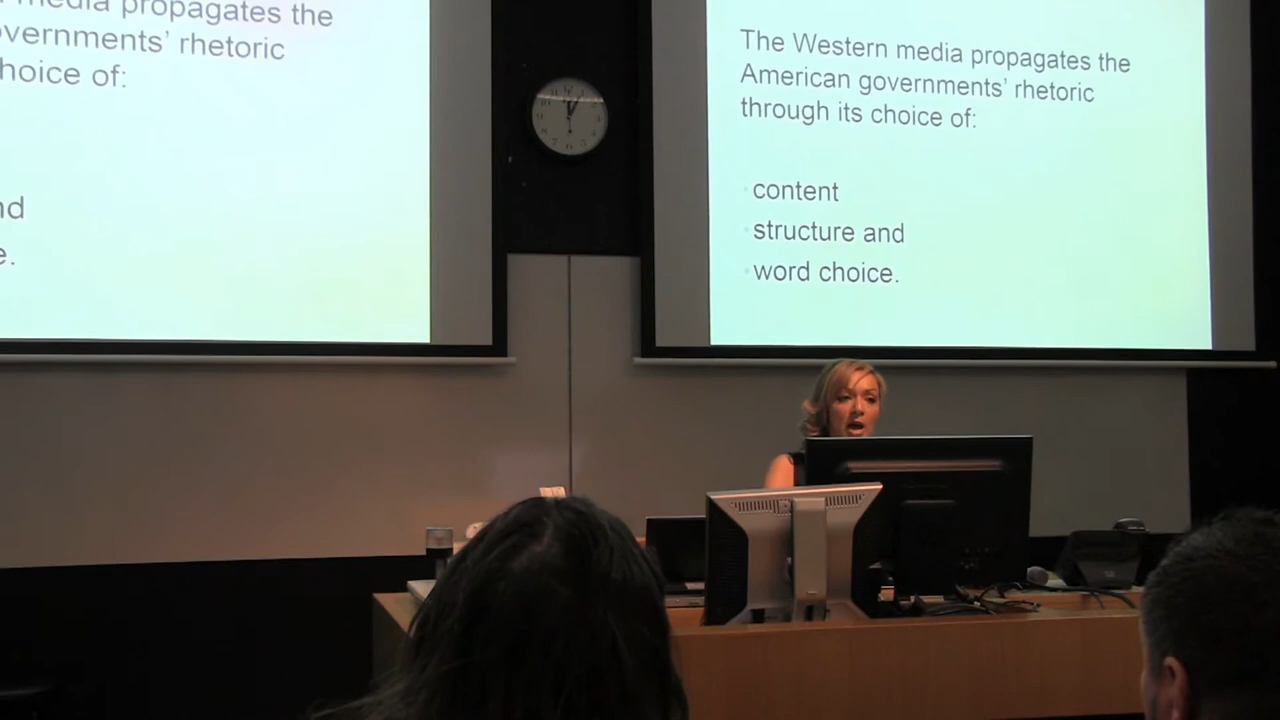 media propagates the
vernments' rhetoric
hoice of:
nd
e.
The Western media propagates the
American governments' rhetoric
through its choice of:
content
structure and
word choice.